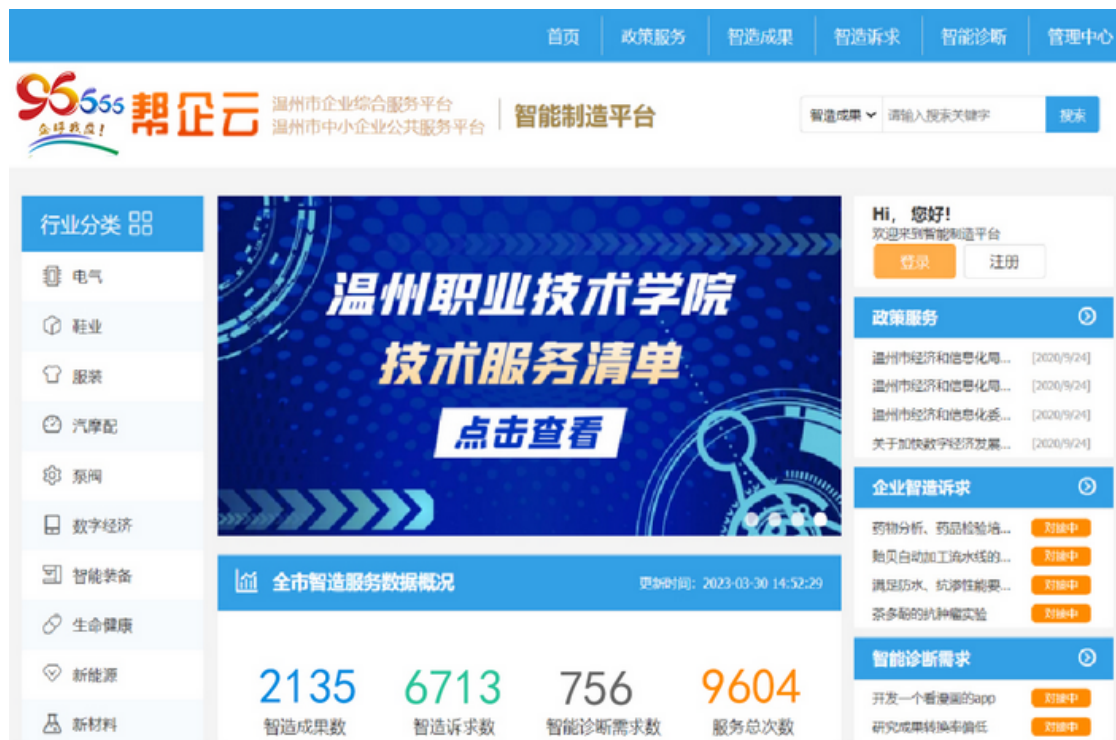 首页 政策服务 智造成果 智造诉求 智能诊断 管理中心
95555
企呼我应!
帮企云
温州市企业综合服务平台
温州市中小企业公共服务平台
智能制造平台
智造成果 请输入搜索关键字 搜索
行业分类
电气
鞋业
服装
汽摩配
泵阀
数字经济
智能装备
生命健康
新能源
新材料
温州职业技术学院
技术服务清单
点击查看
全市智造服务数据概况 更新时间：2023-03-30 14:52:29
2135 6713 756 9604
智造成果数 智造诉求数 智能诊断需求数 服务总次数
Hi， 您好!
欢迎来到智能制造平台
登录 注册
政策服务
温州市经济和信息化局... [2020/9/24]
温州市经济和信息化局... [2020/9/24]
温州市经济和信息化委... [2020/9/24]
关于加快数字经济发展... [2020/9/24]
企业智造诉求
药物分析、药品检验培... 对接中
贻贝自动加工流水线的... 对接中
满足防水、抗渗性能要... 对接中
茶多酚的抗肿瘤实验 对接中
智能诊断需求
开发一个看漫画的app 对接中
研究成果转换率偏低 对接中